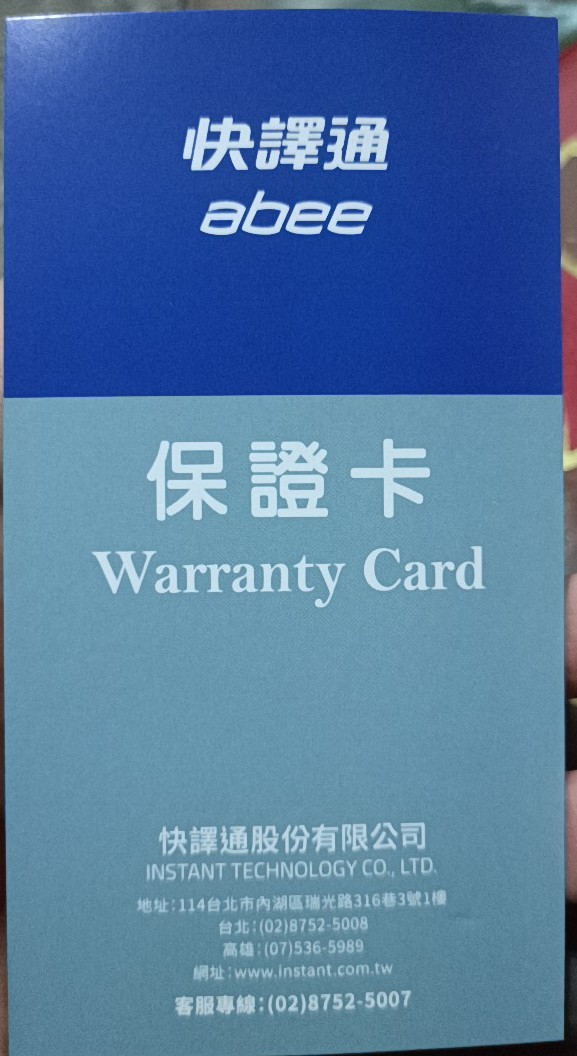 快譯通
abee
保證卡
Warranty Card
快譯通股份有限公司
INSTANT TECHNOLOGY CO., LTD.
地址:114台北市內湖區瑞光路316巷3號1樓
台北:(02)8752-5008
高雄:(07)536-5989
網址:www.instant.com.tw
客服專線:(02)8752-5007